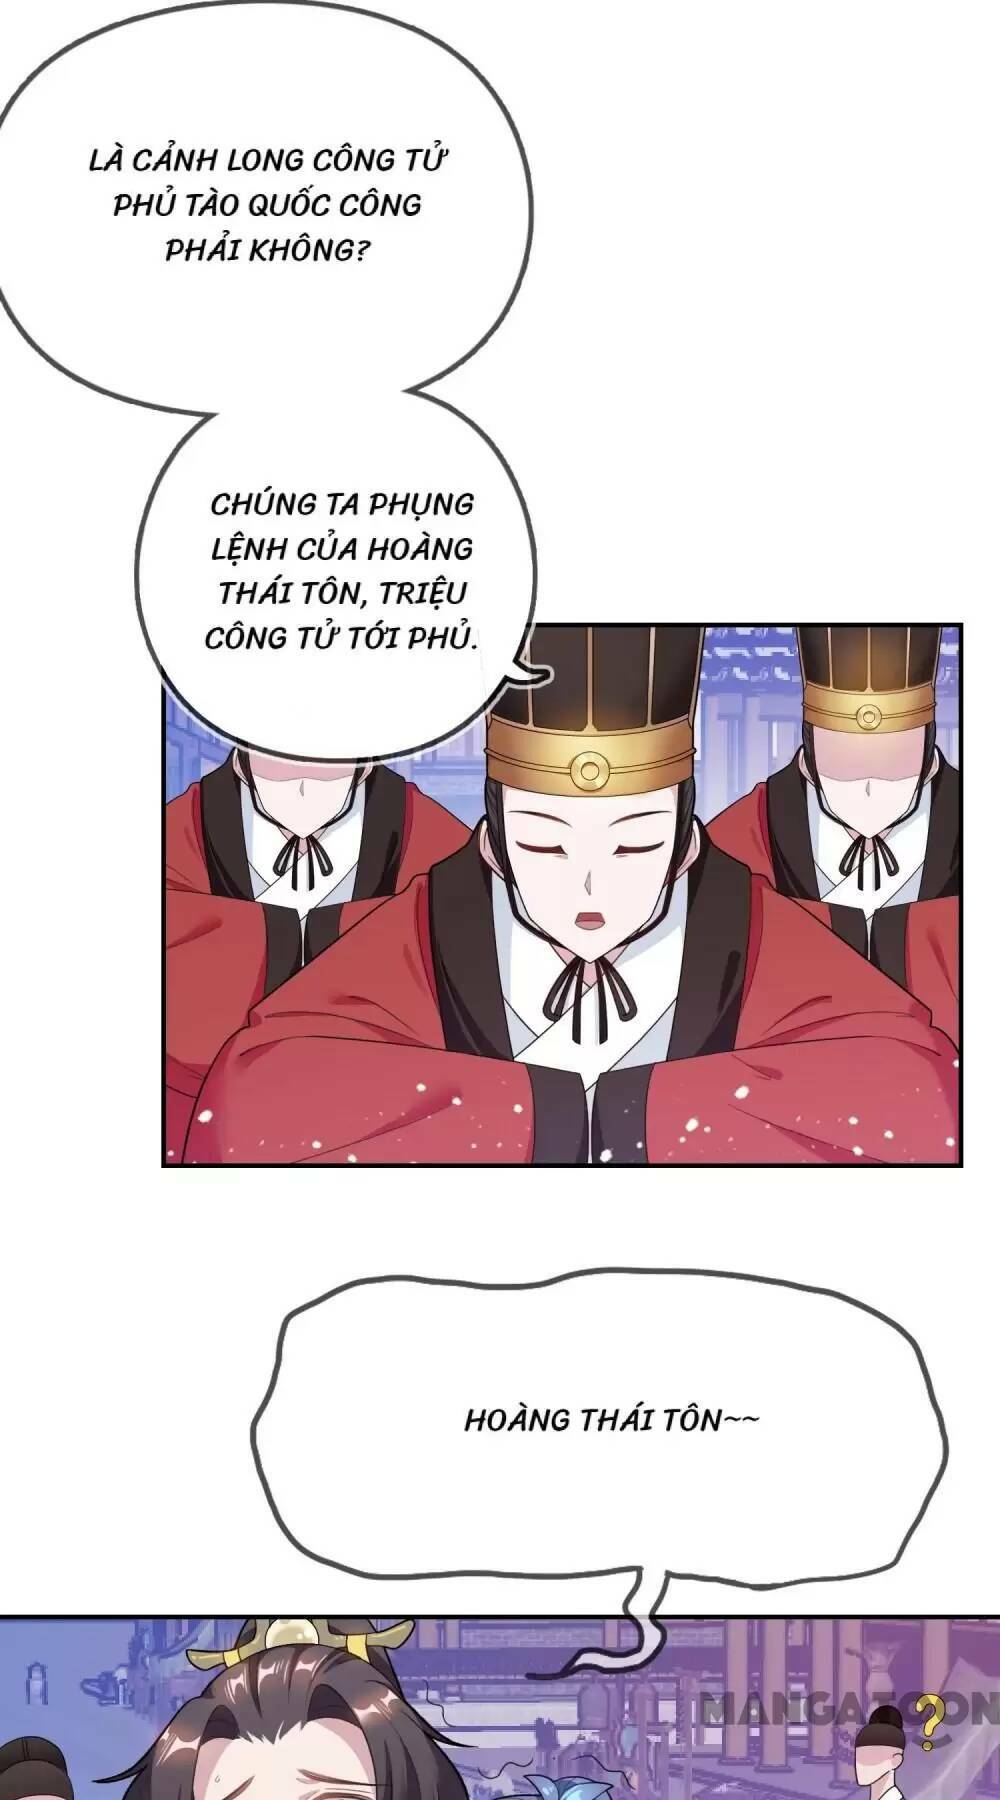 LÀ CẢNH LONG CÔNG TỬ
PHỦ TÀO QUỐC CÔNG
PHẢI KHÔNG?
CHÚNG TA PHỤNG
LỆNH CỦA HOÀNG
THÁI TÔN, TRIỆU
CÔNG TỬ TỚI PHỦ.
HOÀNG THÁI TÔN~~
MANGATOON
?